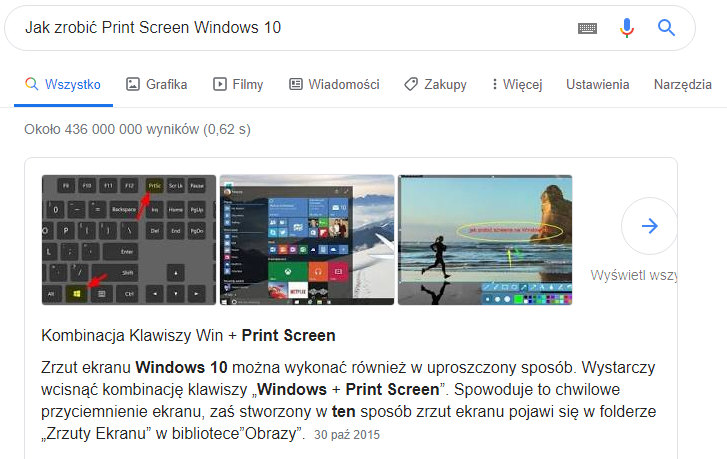 Jak zrobić Print Screen Windows 10
Wszystko Grafika Filmy Wiadomości Zakupy Więcej Ustawienia Narzędzia
Około 436 000 000 wyników (0,62 s)
F9 F10 F11 F12 PrtSc Scr Lk Pause
Backspace Ins Home PgUp
Del End PgDn
Enter
Shift
Alt Ctrl
NETFLIX
jak zrobić screena na Windows
Wyświetl wszy
Kombinacja Klawiszy Win + Print Screen
Zrzut ekranu Windows 10 można wykonać również w uproszczony sposób. Wystarczy
wcisnąć kombinację klawiszy „Windows + Print Screen”. Spowoduje to chwilowe
przyciemnienie ekranu, zaś stworzony w ten sposób zrzut ekranu pojawi się w folderze
„Zrzuty Ekranu” w bibliotece”Obrazy”. 30 paź 2015